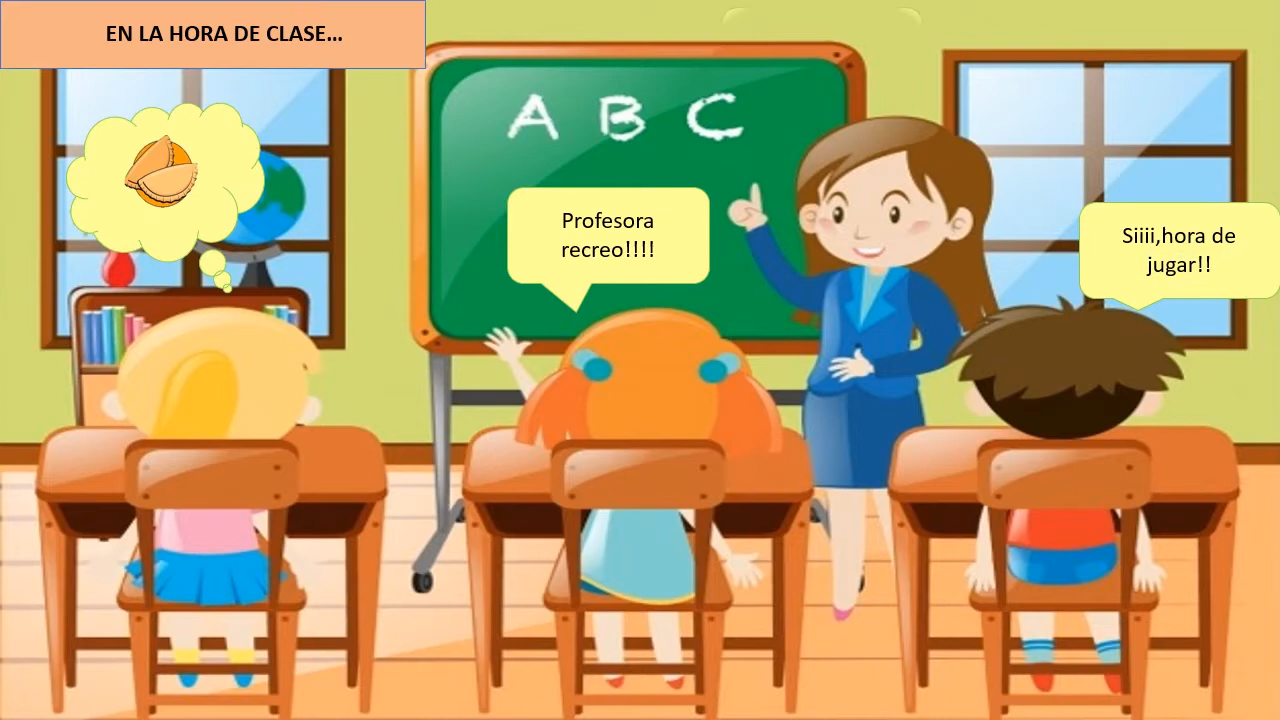 EN LA HORA DE CLASE...
A B C
Profesora
recreo!!!!
Siiii,hora de
jugar!!